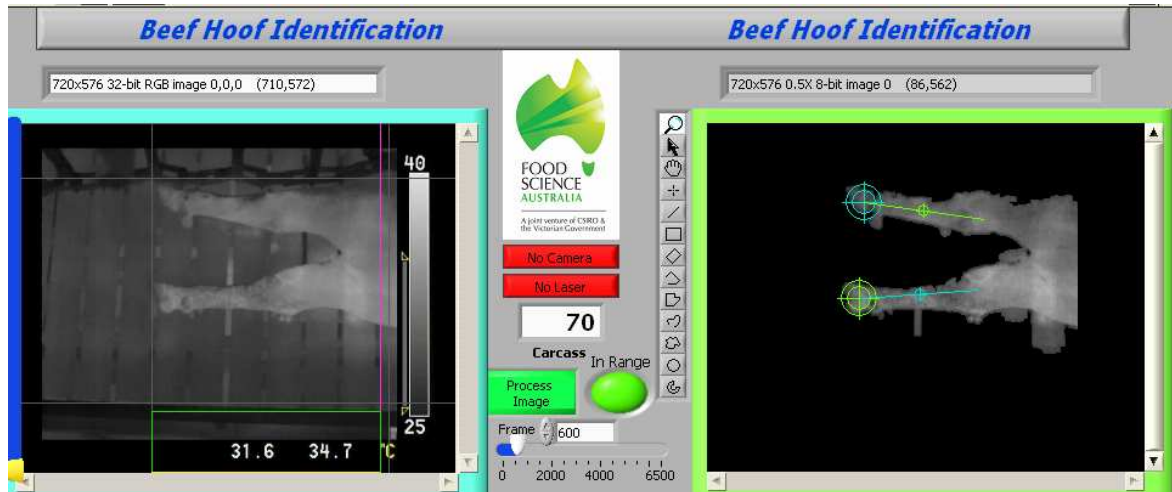 Beef Hoof Identification
Beef Hoof Identification
720x576 32-bit RGB image 0,0,0 (710,572)
720x576 0.5X 8-bit image 0 (86,562)
40
25
31.6 34.7 °C
FOOD
SCIENCE
AUSTRALIA
A joint venture of CSIRO &
the Victorian Government
No Camera
No Laser
70
Carcass
In Range
Process
Image
Frame
600
0 2000 4000 6500